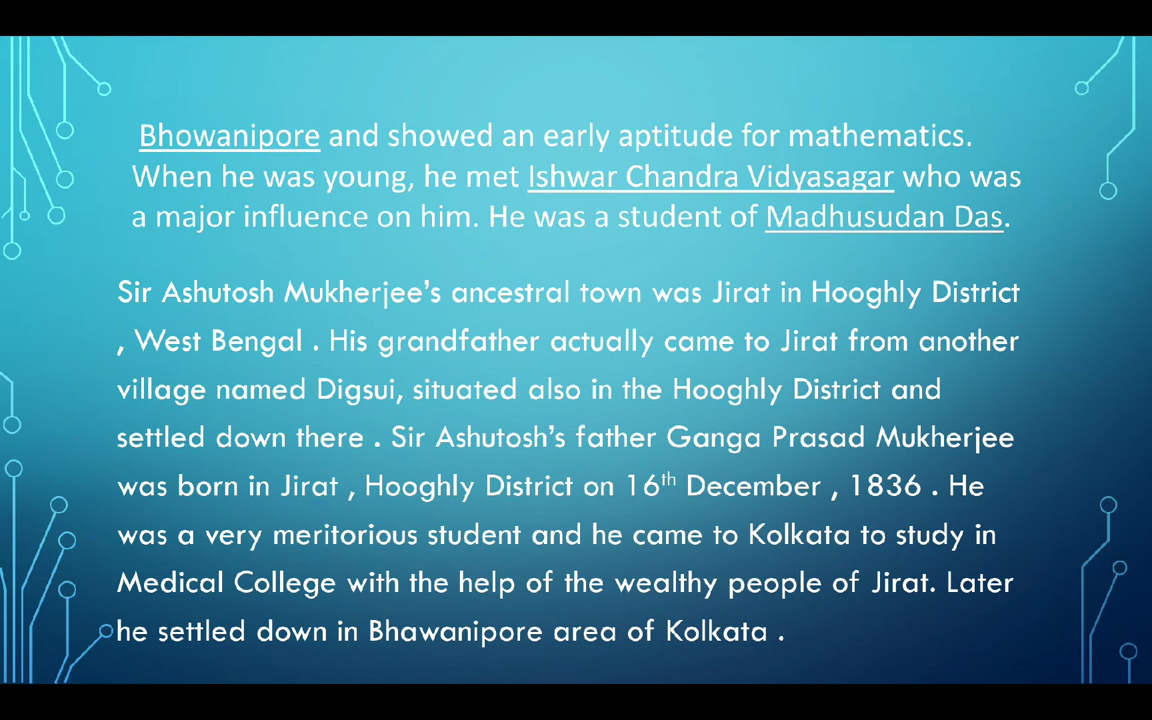 Bhowanipore and showed an early aptitude for mathematics.
When he was young, he met Ishwar Chandra Vidyasagar who was
a major influence on him. He was a student of Madhusudan Das.
Sir Ashutosh Mukherjee's ancestral town was Jirat in Hooghly District
, West Bengal . His grandfather actually came to Jirat from another
village named Digsui, situated also in the Hooghly District and
settled down there . Sir Ashutosh's father Ganga Prasad Mukherjee
was born in Jirat , Hooghly District on 16th December , 1836 . He
was a very meritorious student and he came to Kolkata to study in
Medical College with the help of the wealthy people of Jirat. Later
he settled down in Bhawanipore area of Kolkata .